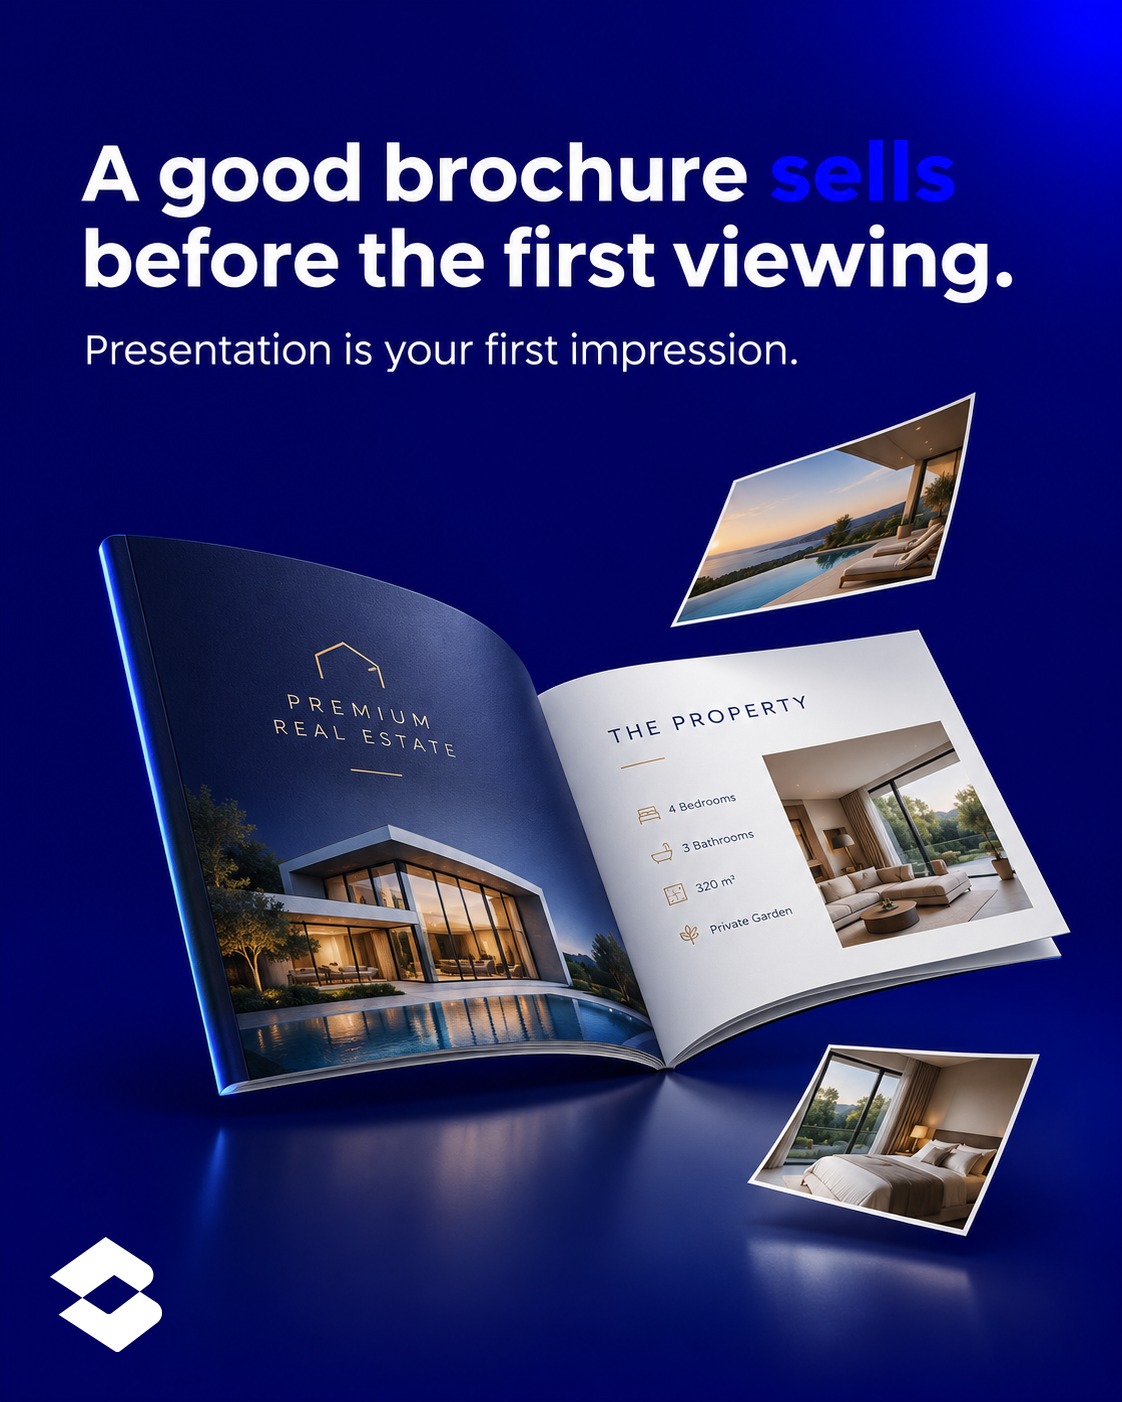 A good brochure sells
before the first viewing.
Presentation is your first impression.
PREMIUM
REAL ESTATE
THE PROPERTY
4 Bedrooms
3 Bathrooms
320 m²
Private Garden